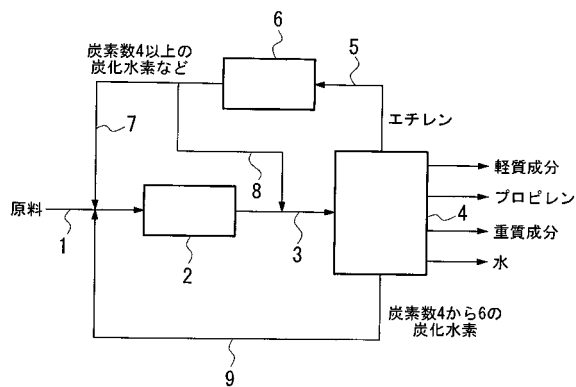 6
炭素数4以上の
炭化水素など
5
エチレン
7
8
軽質成分
プロピレン
原料
4
重質成分
1
2
3
水
炭素数4から6の
炭化水素
9